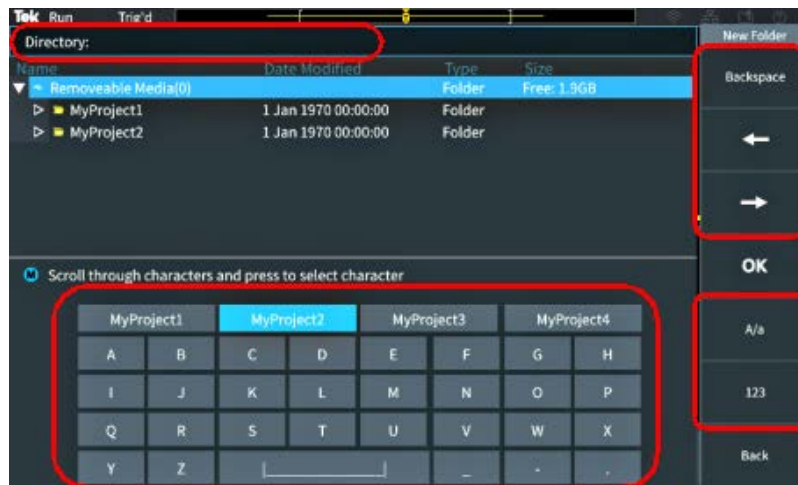 Tek Run Trig'd
Directory:
Name Date Modified Type Size
Removeable Media(0) Folder Free: 1.9GB
MyProject1 1 Jan 1970 00:00:00 Folder
MyProject2 1 Jan 1970 00:00:00 Folder
M Scroll through characters and press to select character
MyProject1 MyProject2 MyProject3 MyProject4
A B C D E F G H
I J K L M N O P
Q R S T U V W X
Y Z _ - .
New Folder
Backspace
←
→
OK
A/a
123
Back